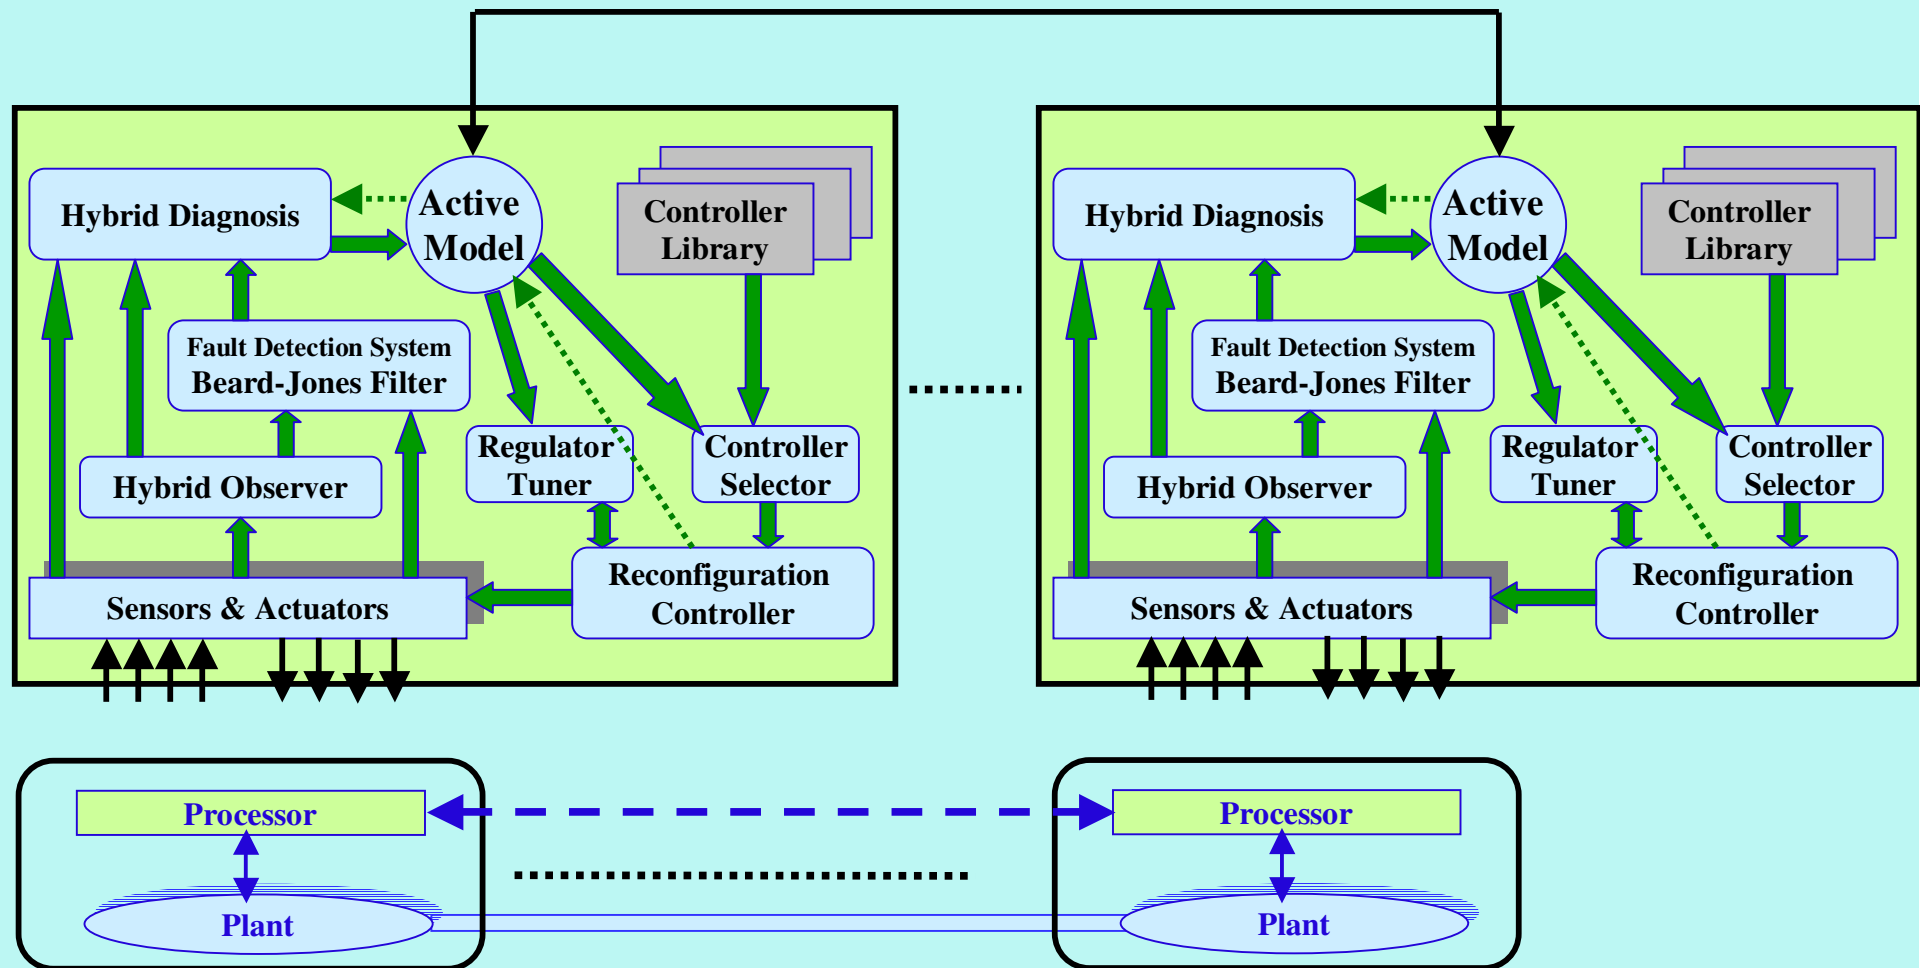 Hybrid Diagnosis
Active
Model
Controller
Library
Fault Detection System
Beard-Jones Filter
Regulator
Tuner
Controller
Selector
Hybrid Observer
Reconfiguration
Controller
Sensors & Actuators
Hybrid Diagnosis
Active
Model
Controller
Library
Fault Detection System
Beard-Jones Filter
Regulator
Tuner
Controller
Selector
Hybrid Observer
Reconfiguration
Controller
Sensors & Actuators
Processor
Plant
Processor
Plant